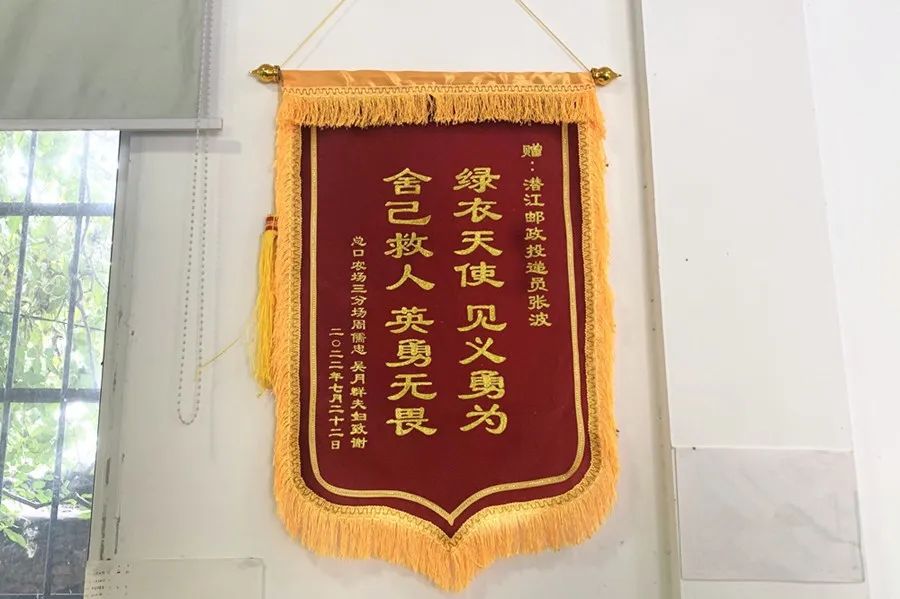 赠：潜江邮政投递员张波
绿衣天使 见义勇为
舍己救人 英勇无畏
总口农场三分场周儒忠 吴月群夫妇致谢
二〇二二年七月二十二日